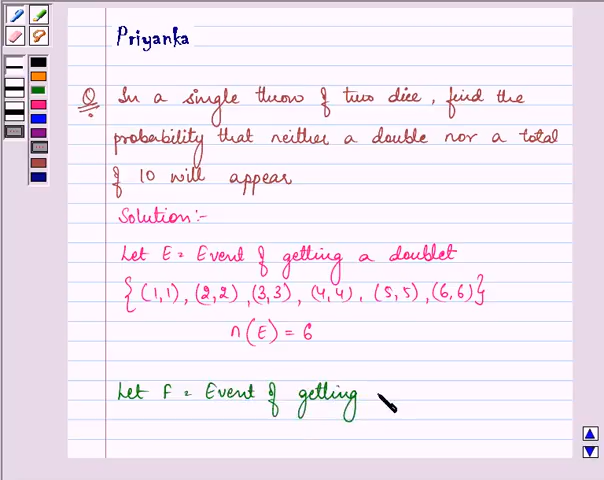 Priyanka
Q In a single throw of two dice, find the
probability that neither a double nor a total
of 10 will appear
Solution:-
Let E = Event of getting a doublet
{(1,1), (2,2), (3,3), (4,4), (5,5), (6,6)}
n(E) = 6
Let F = Event of getting